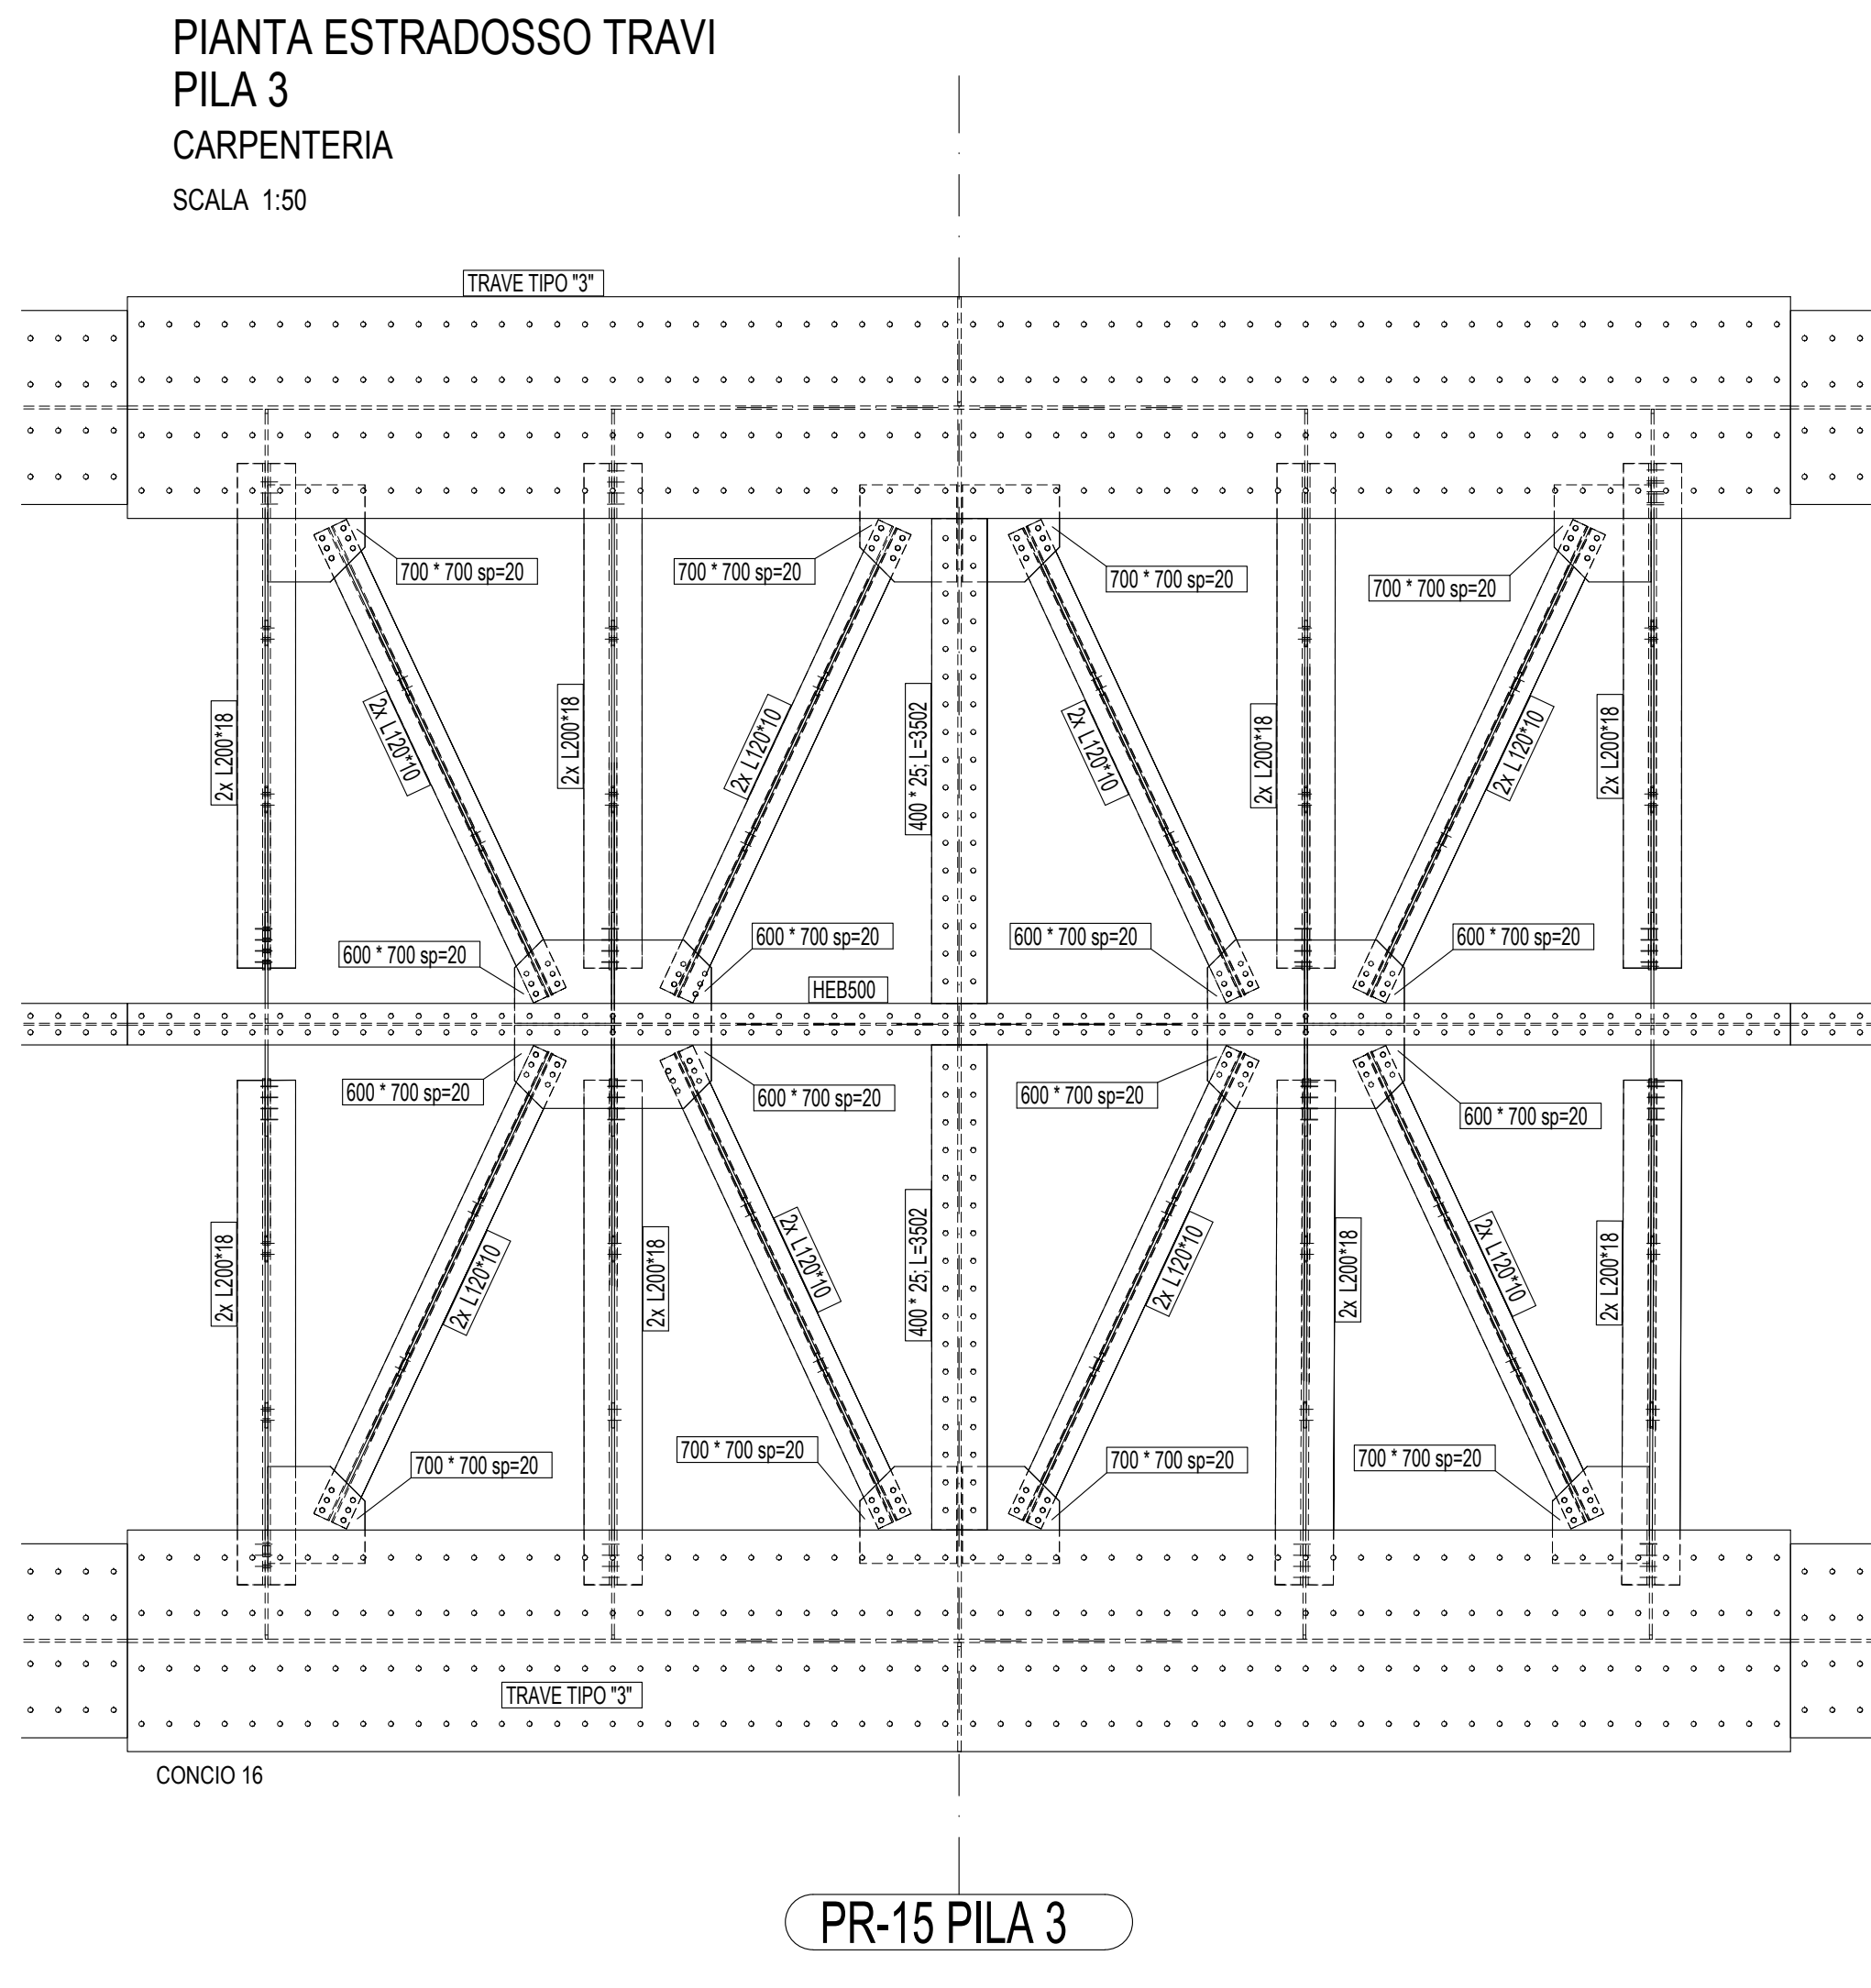 PIANTA ESTRADOSSO TRAVI
PILA 3
CARPENTERIA
SCALA 1:50
TRAVE TIPO "3"
700 * 700 sp=20
700 * 700 sp=20
700 * 700 sp=20
700 * 700 sp=20
2x L200*18
2x L120*10
2x L200*18
2x L120*10
400 * 25; L=3502
2x L120*10
2x L200*18
2x L120*10
2x L200*18
600 * 700 sp=20
600 * 700 sp=20
600 * 700 sp=20
600 * 700 sp=20
HEB500
600 * 700 sp=20
600 * 700 sp=20
600 * 700 sp=20
600 * 700 sp=20
2x L200*18
2x L120*10
2x L200*18
2x L120*10
400 * 25; L=3502
2x L120*10
2x L200*18
2x L120*10
2x L200*18
700 * 700 sp=20
700 * 700 sp=20
700 * 700 sp=20
700 * 700 sp=20
TRAVE TIPO "3"
CONCIO 16
PR-15 PILA 3